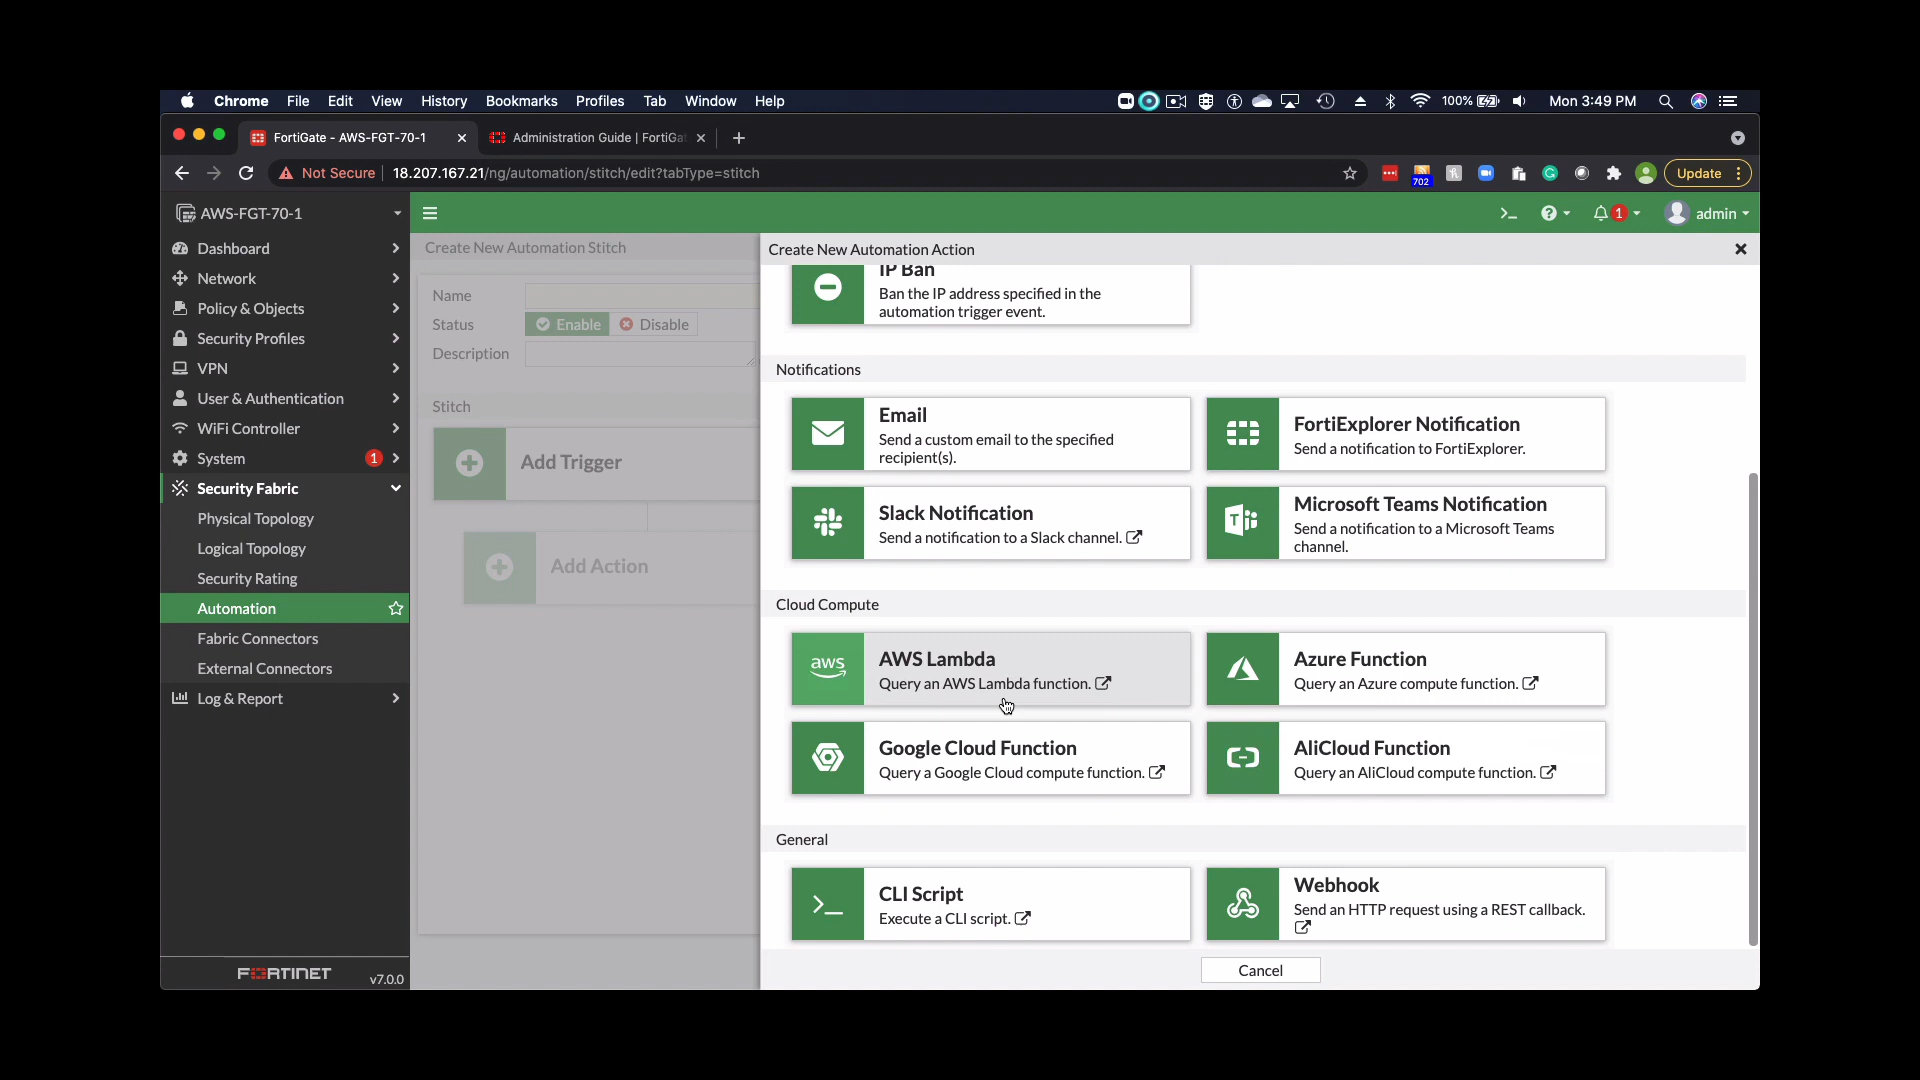 Chrome File Edit View History Bookmarks Profiles Tab Window Help 100% Mon 3:49 PM
FortiGate - AWS-FGT-70-1 Administration Guide | FortiGa
Not Secure 18.207.167.21/ng/automation/stitch/edit?tabType=stitch 702 Update
AWS-FGT-70-1 1 admin
Dashboard
Network
Policy & Objects
Security Profiles
VPN
User & Authentication
WiFi Controller
System 1
Security Fabric
Physical Topology
Logical Topology
Security Rating
Automation
Fabric Connectors
External Connectors
Log & Report
FORTINET v7.0.0
Create New Automation Stitch
Name
Status Enable Disable
Description
Stitch
Add Trigger
Add Action
Create New Automation Action
IP Ban
Ban the IP address specified in the
automation trigger event.
Notifications
Email
Send a custom email to the specified
recipient(s).
FortiExplorer Notification
Send a notification to FortiExplorer.
Slack Notification
Send a notification to a Slack channel.
Microsoft Teams Notification
Send a notification to a Microsoft Teams
channel.
Cloud Compute
aws
AWS Lambda
Query an AWS Lambda function.
Azure Function
Query an Azure compute function.
Google Cloud Function
Query a Google Cloud compute function.
AliCloud Function
Query an AliCloud compute function.
General
CLI Script
Execute a CLI script.
Webhook
Send an HTTP request using a REST callback.
Cancel